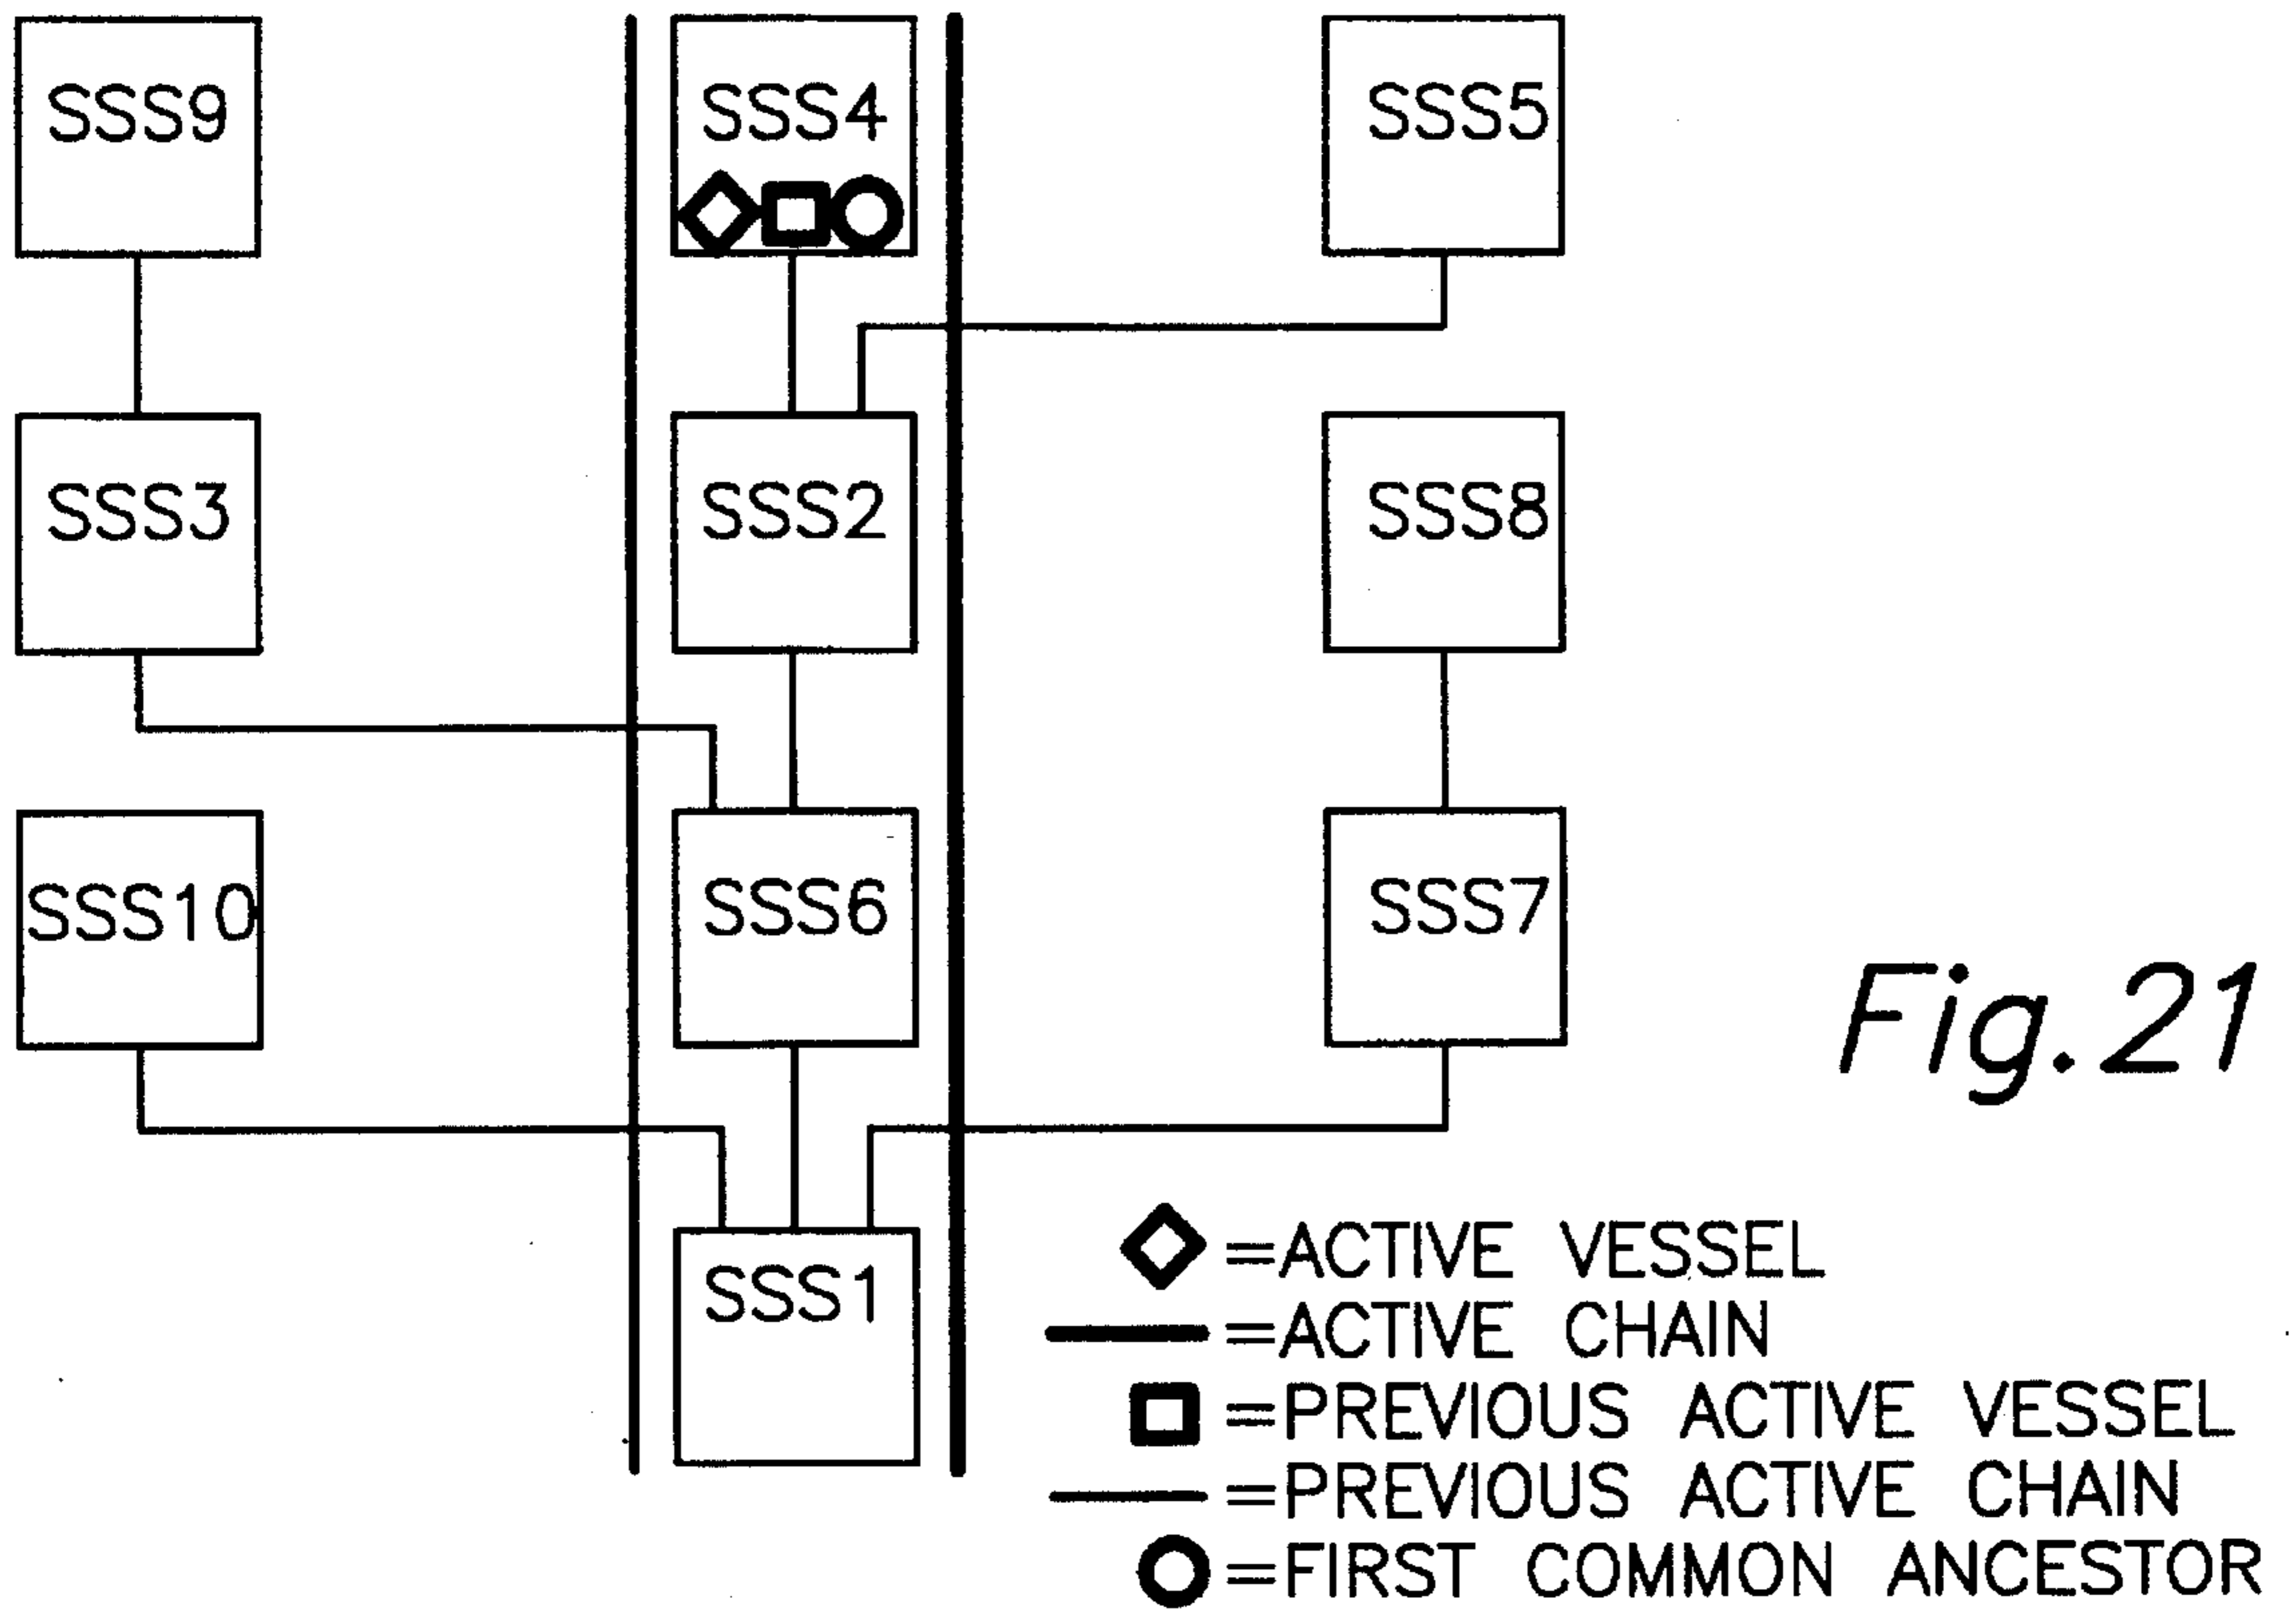 SSS9
SSS4
SSS5
SSS3
SSS2
SSS8
SSS10
SSS6
SSS7
Fig.21
SSS1
=ACTIVE VESSEL
=ACTIVE CHAIN
=PREVIOUS ACTIVE VESSEL
=PREVIOUS ACTIVE CHAIN
=FIRST COMMON ANCESTOR